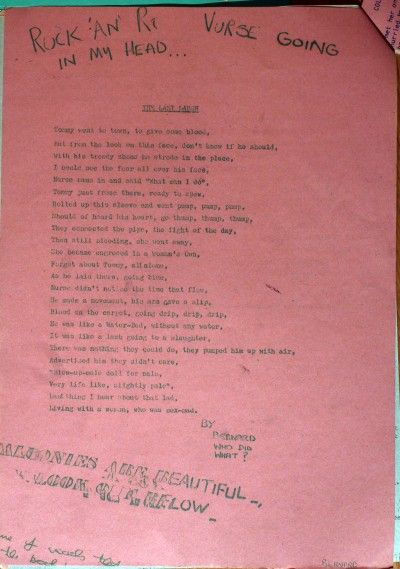 ROCK 'AN' R? VURSE GOING
IN MY HEAD...
THE LAST LAUGH
Tommy went to town, to give some blood,
But from the look on this face, don't know if he should,
With his trendy shoes he strode in the place,
I could see the fear all over his face,
Nurse came in and said "What can I do",
Tommy just froze there, ready to spew,
Rolled up this sleeve and went pump, pump, pump,
Should of heard his heart, go thump, thump, thump,
They connected the pipe, the fight of the day,
Then still bleeding, she went away,
She became engrossed in a Woman's Own,
Forgot about Tommy, all alone,
As he laid there, going blue,
Nurse didn't notice the time that flew,
He made a movement, his arm gave a slip,
Blood on the carpet, going drip, drip, drip,
He was like a Water-Bed, without any water,
It was like a lamb going to a slaughter,
There was nothing they could do, they pumped him up with air,
Advertised him they didn't care,
"Blow-up-male doll for sale,
Very life like, slightly pale",
Last thing I hear about that lad,
Living with a woman, who was sex-mad.
BY
BERNARD
WHO DID
WHAT?
ARE BEAUTIFUL
LOOK OUT BELOW
me of
BERNARD